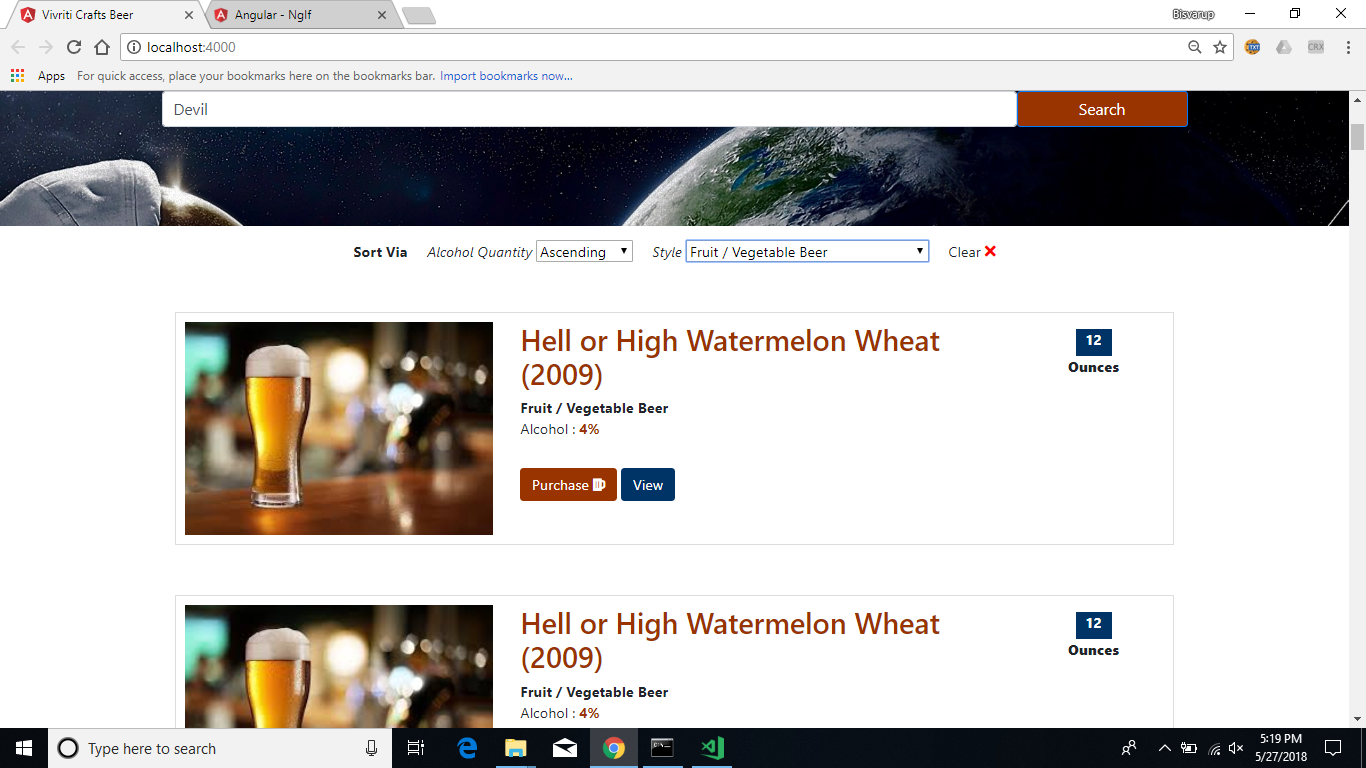 Vivriti Crafts Beer
Angular - NgIf
Bisvarup
localhost:4000
Apps For quick access, place your bookmarks here on the bookmarks bar. Import bookmarks now...
TXT
CRX
Devil
Search
Sort Via Alcohol Quantity Ascending Style Fruit / Vegetable Beer Clear
Hell or High Watermelon Wheat
(2009)
Fruit / Vegetable Beer
Alcohol : 4%
Purchase View
12
Ounces
Hell or High Watermelon Wheat
(2009)
Fruit / Vegetable Beer
Alcohol : 4%
12
Ounces
Type here to search
5:19 PM
5/27/2018